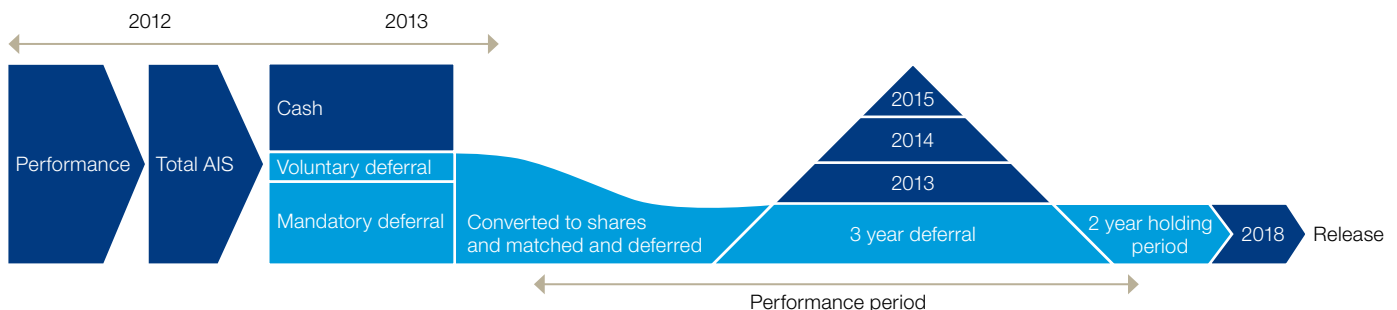 2012
2013
Performance
Total AIS
Cash
Voluntary deferral
Mandatory deferral
Converted to shares
and matched and deferred
2015
2014
2013
3 year deferral
2 year holding
period
2018
Release
Performance period